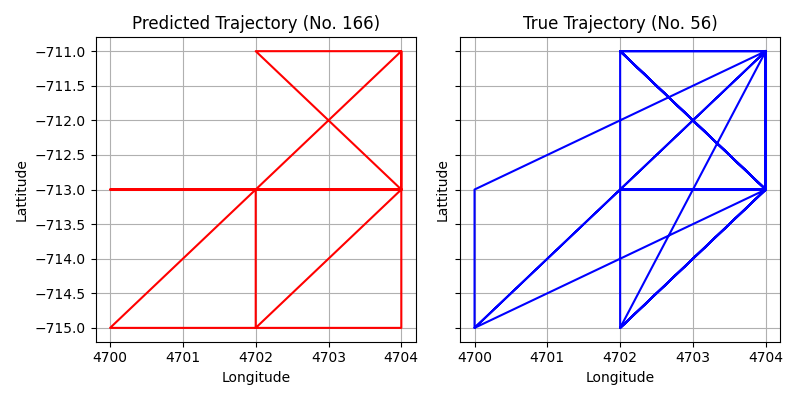 Predicted Trajectory (No. 166)
True Trajectory (No. 56)
Lattitude
−711.0
−711.5
−712.0
−712.5
−713.0
−713.5
−714.0
−714.5
−715.0
4700 4701 4702 4703 4704
Longitude
Lattitude
4700 4701 4702 4703 4704
Longitude